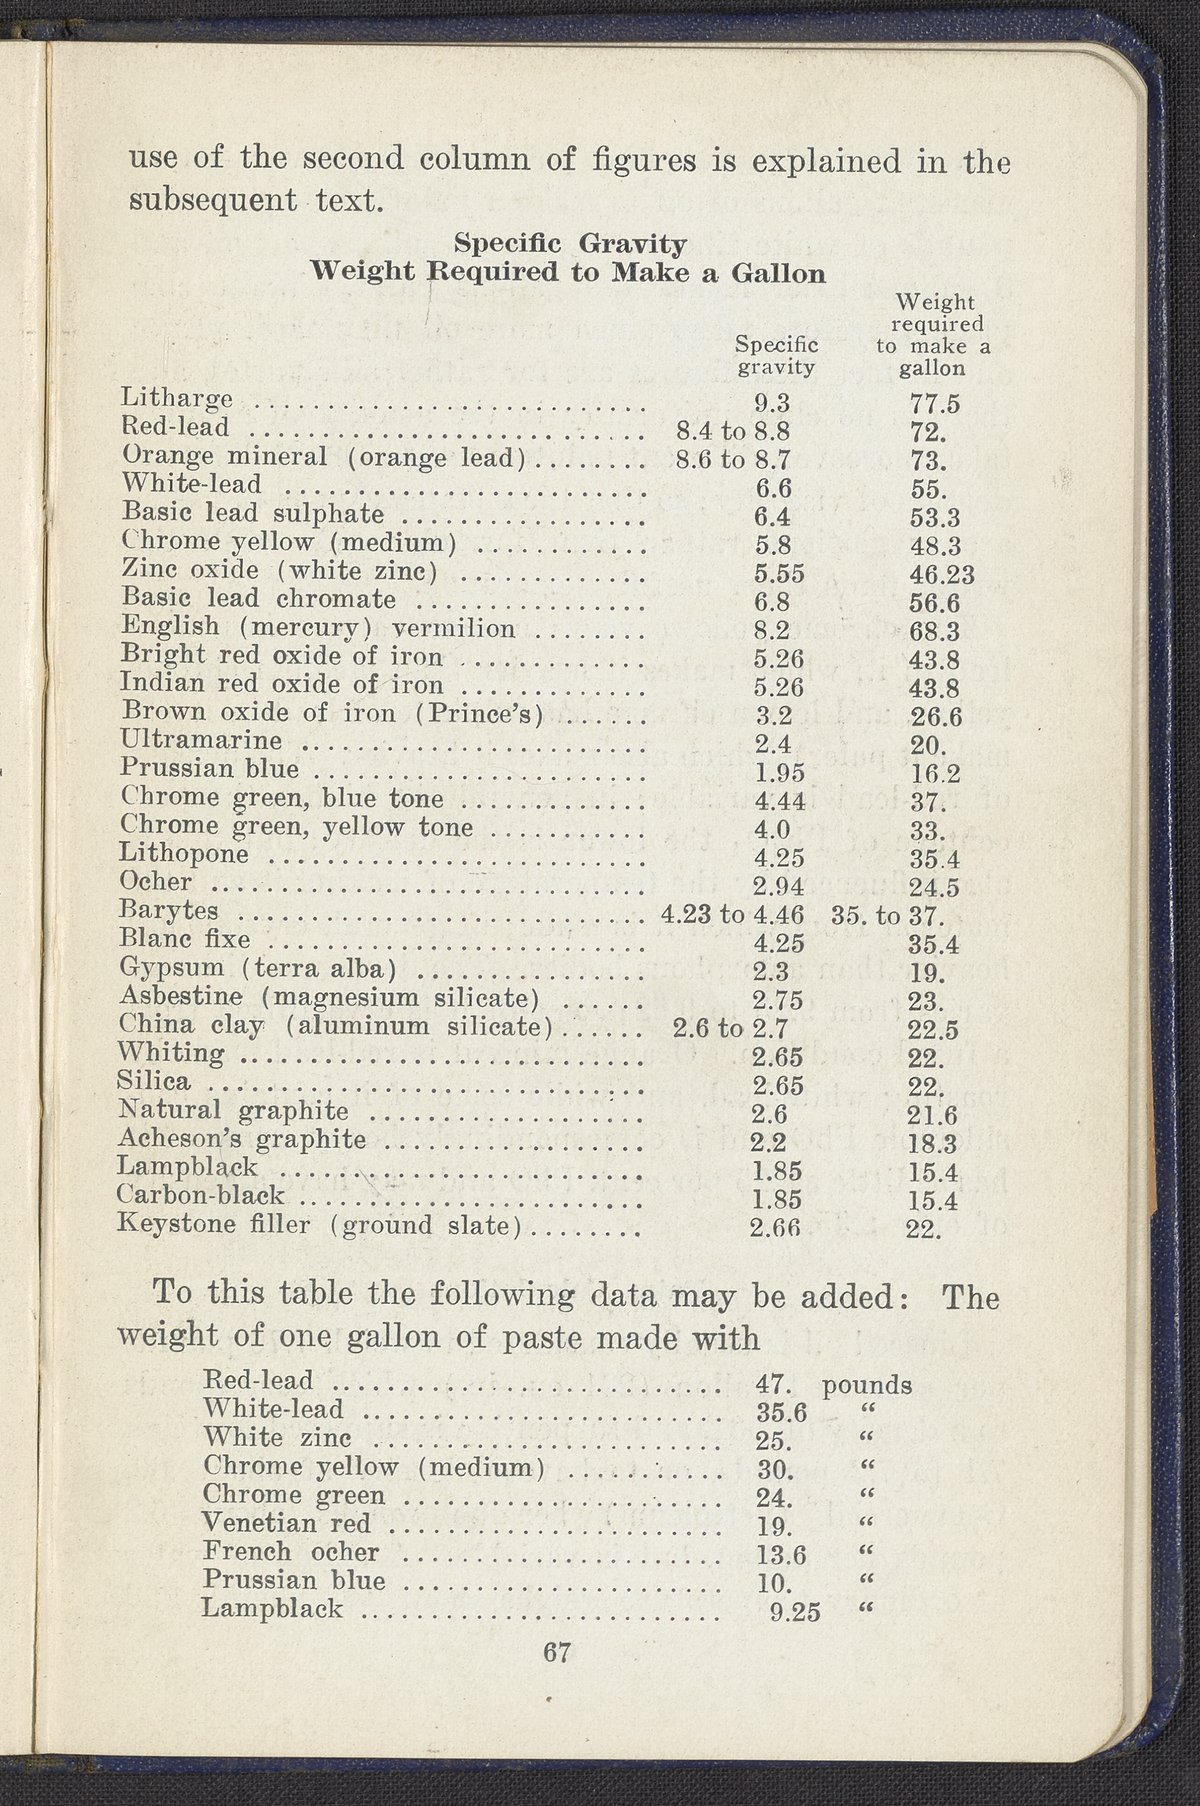 use of the second column of figures is explained in the
subsequent text.
Specific Gravity
Weight Required to Make a Gallon
Specific gravity Weight required to make a gallon
Litharge ........................... 9.3 77.5
Red-lead ........................... 8.4 to 8.8 72.
Orange mineral (orange lead)........ 8.6 to 8.7 73.
White-lead ......................... 6.6 55.
Basic lead sulphate ................. 6.4 53.3
Chrome yellow (medium) ............ 5.8 48.3
Zinc oxide (white zinc) ............. 5.55 46.23
Basic lead chromate ................ 6.8 56.6
English (mercury) vermilion ........ 8.2 68.3
Bright red oxide of iron ............. 5.26 43.8
Indian red oxide of iron ............. 5.26 43.8
Brown oxide of iron (Prince's) ...... 3.2 26.6
Ultramarine ........................ 2.4 20.
Prussian blue ....................... 1.95 16.2
Chrome green, blue tone ............. 4.44 37.
Chrome green, yellow tone ........... 4.0 33.
Lithopone .......................... 4.25 35.4
Ocher .............................. 2.94 24.5
Barytes ............................ 4.23 to 4.46 35. to 37.
Blanc fixe .......................... 4.25 35.4
Gypsum (terra alba) ................ 2.3 19.
Asbestine (magnesium silicate) ...... 2.75 23.
China clay (aluminum silicate)...... 2.6 to 2.7 22.5
Whiting ............................ 2.65 22.
Silica .............................. 2.65 22.
Natural graphite ................... 2.6 21.6
Acheson's graphite .................. 2.2 18.3
Lampblack ......................... 1.85 15.4
Carbon-black ........................ 1.85 15.4
Keystone filler (ground slate)........ 2.66 22.
To this table the following data may be added: The
weight of one gallon of paste made with
Red-lead ........................... 47. pounds
White-lead ......................... 35.6 “
White zinc ........................ 25. “
Chrome yellow (medium) ........... 30. “
Chrome green ...................... 24. “
Venetian red ....................... 19. “
French ocher ...................... 13.6 “
Prussian blue ...................... 10. “
Lampblack ......................... 9.25 “
67